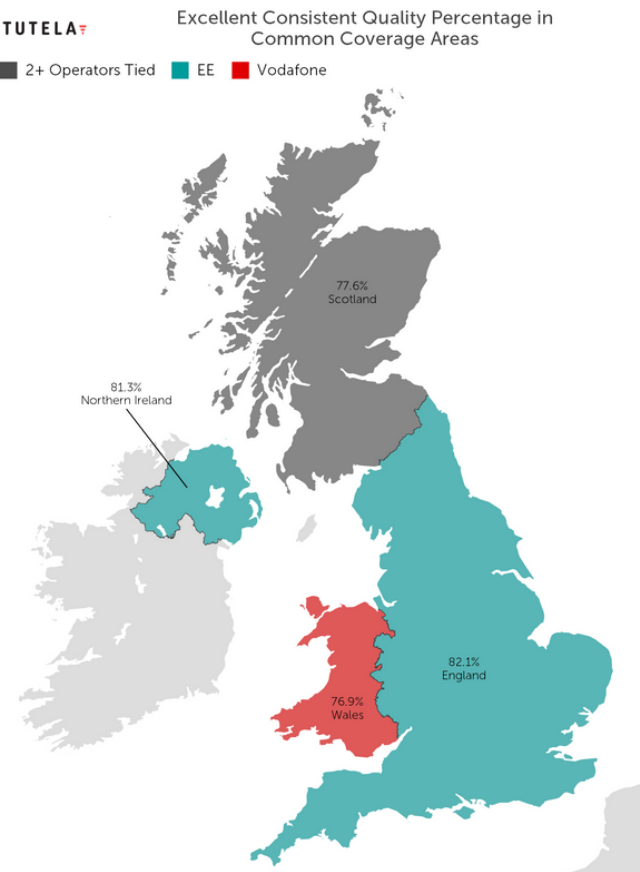 TUTELA
Excellent Consistent Quality Percentage in
Common Coverage Areas
2+ Operators Tied
EE
Vodafone
77.6%
Scotland
81.3%
Northern Ireland
82.1%
England
76.9%
Wales